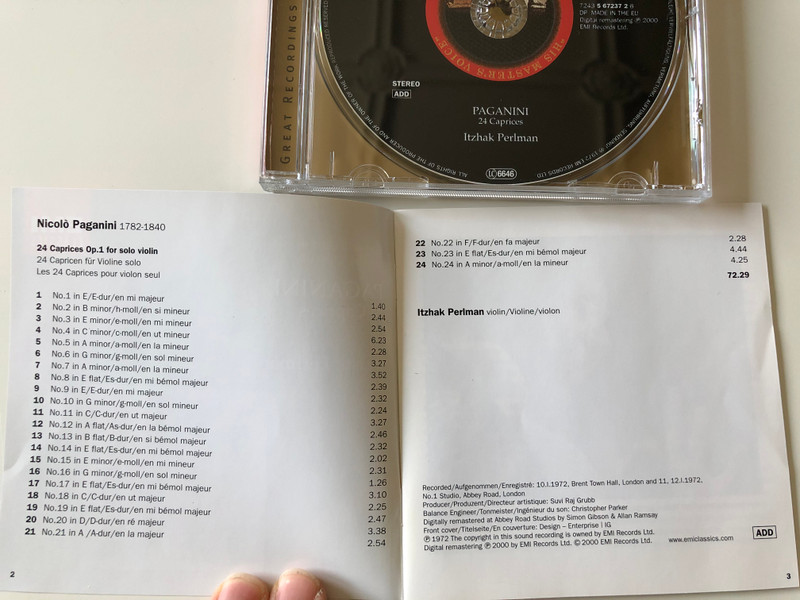 GREAT RECORDINGS
7243 5 67237 2 8
DP MADE IN THE EU
Digital remastering ℗ 2000
EMI Records Ltd.
"HIS MASTER'S VOICE"
STEREO
ADD
PAGANINI
24 Caprices
Itzhak Perlman
LC 6646
Nicolò Paganini 1782-1840
24 Caprices Op.1 for solo violin
24 Capricen für Violine solo
Les 24 Caprices pour violon seul
1 No.1 in E/E-dur/en mi majeur 1.40
2 No.2 in B minor/h-moll/en si mineur 2.44
3 No.3 in E minor/e-moll/en mi mineur 2.54
4 No.4 in C minor/c-moll/en ut mineur 6.23
5 No.5 in A minor/a-moll/en la mineur 2.28
6 No.6 in G minor/g-moll/en sol mineur 3.27
7 No.7 in A minor/a-moll/en la mineur 3.52
8 No.8 in E flat/Es-dur/en mi bémol majeur 2.39
9 No.9 in E/E-dur/en mi majeur 2.32
10 No.10 in G minor/g-moll/en sol mineur 2.24
11 No.11 in C/C-dur/en ut majeur 3.27
12 No.12 in A flat/As-dur/en la bémol majeur 2.46
13 No.13 in B flat/B-dur/en si bémol majeur 2.32
14 No.14 in E flat/Es-dur/en mi bémol majeur 2.02
15 No.15 in E minor/e-moll/en mi mineur 2.31
16 No.16 in G minor/g-moll/en sol mineur 1.26
17 No.17 in E flat/Es-dur/en mi bémol majeur 3.10
18 No.18 in C/C-dur/en ut majeur 2.25
19 No.19 in E flat/Es-dur/en mi bémol majeur 2.47
20 No.20 in D/D-dur/en ré majeur 3.38
21 No.21 in A /A-dur/en la majeur 2.54
2
22 No.22 in F/F-dur/en fa majeur 2.28
23 No.23 in E flat/Es-dur/en mi bémol majeur 4.44
24 No.24 in A minor/a-moll/en la mineur 4.25
72.29
Itzhak Perlman violin/Violine/violon
Recorded/Aufgenommen/Enregistré: 10.I.1972, Brent Town Hall, London and 11, 12.I.1972,
No.1 Studio, Abbey Road, London
Producer/Produzent/Directeur artistique: Suvi Raj Grubb
Balance Engineer/Tonmeister/Ingénieur du son: Christopher Parker
Digitally remastered at Abbey Road Studios by Simon Gibson & Allan Ramsay
Front cover/Titelseite/En couverture: Design – Enterprise | IG
℗ 1972 The copyright in this sound recording is owned by EMI Records Ltd.
Digital remastering ℗ 2000 by EMI Records Ltd. © 2000 EMI Records Ltd.
www.emiclassics.com
ADD
3